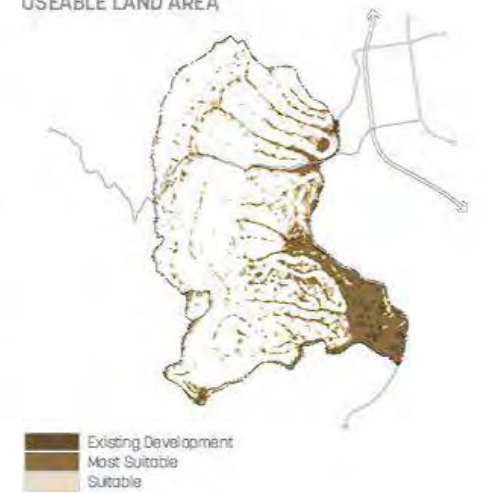 USEABLE LAND AREA
Existing Development
Most Suitable
Suitable